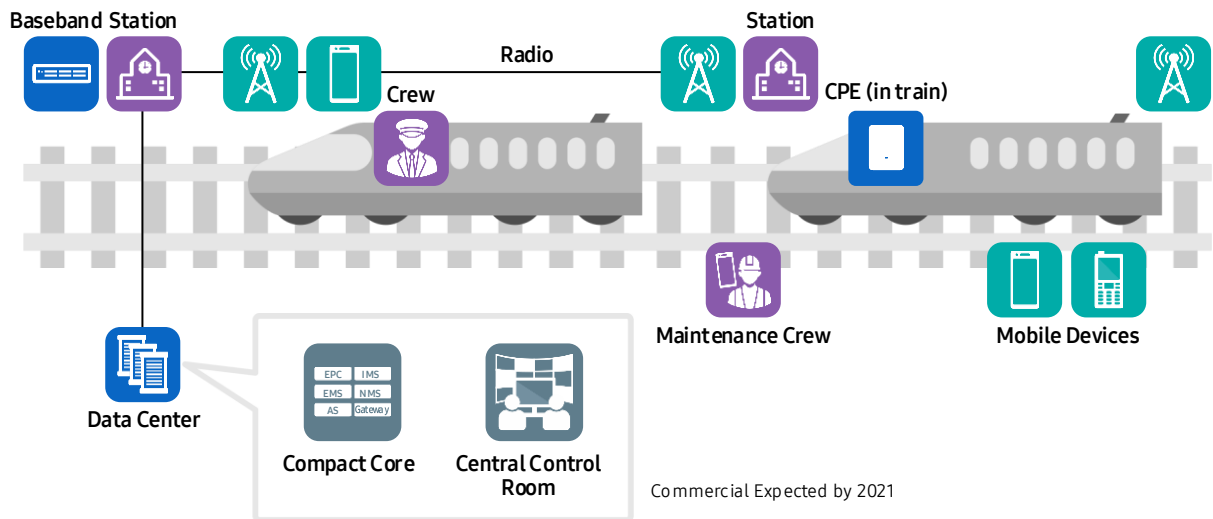 Baseband Station
Station
Radio
Crew
CPE (in train)
Maintenance Crew
Mobile Devices
Data Center
EPC IMS
EMS NMS
AS Gateway
Compact Core
Central Control
Room
Commercial Expected by 2021